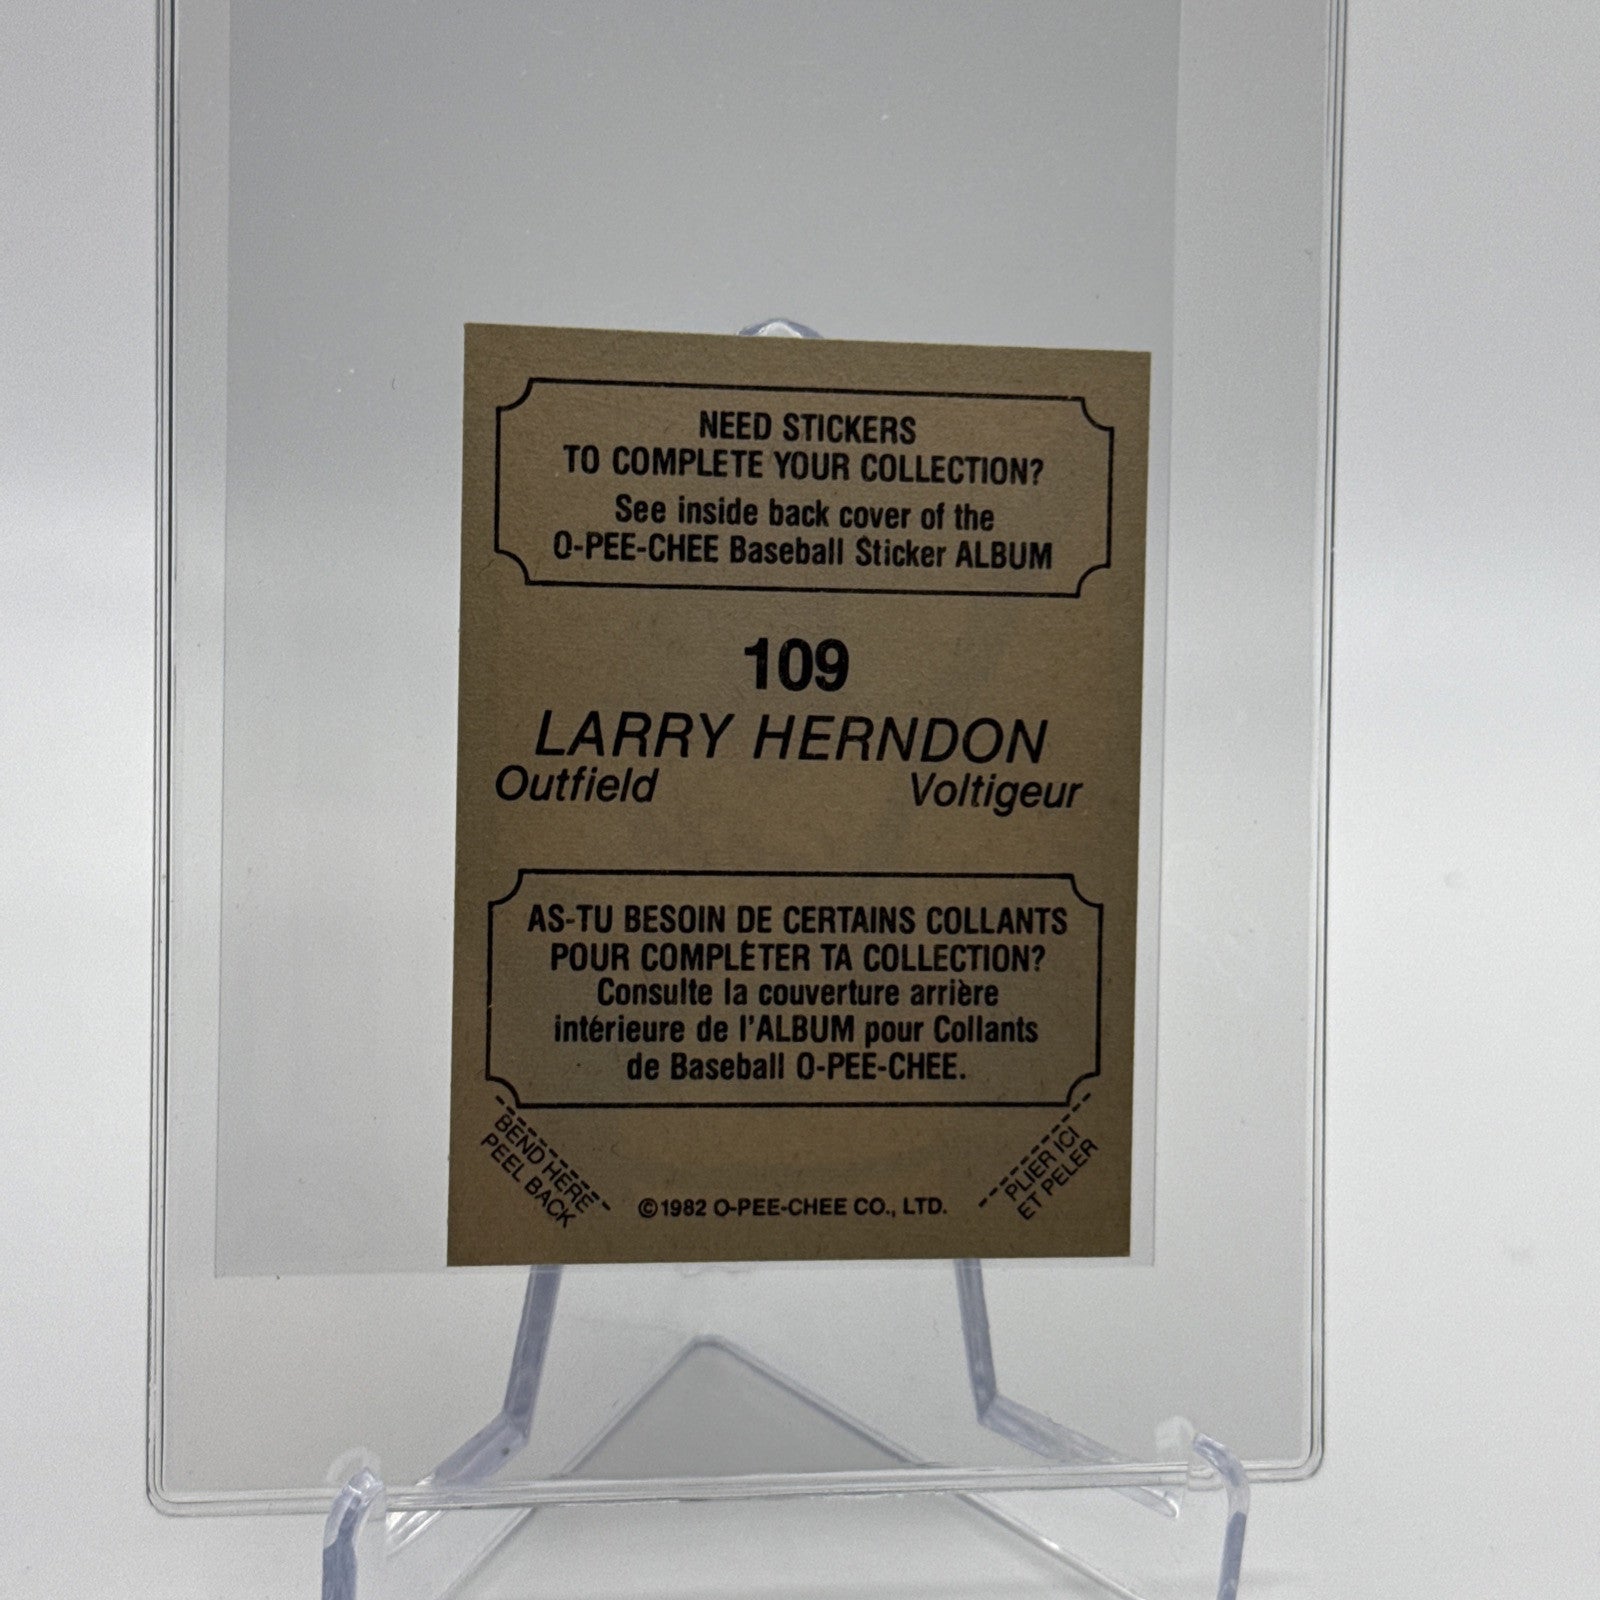 NEED STICKERS
TO COMPLETE YOUR COLLECTION?
See inside back cover of the
O-PEE-CHEE Baseball Sticker ALBUM
109
LARRY HERNDON
Outfield Voltigeur
AS-TU BESOIN DE CERTAINS COLLANTS
POUR COMPLÉTER TA COLLECTION?
Consulte la couverture arrière
intérieure de l'ALBUM pour Collants
de Baseball O-PEE-CHEE.
BEND HERE
PEEL BACK
©1982 O-PEE-CHEE CO., LTD.
PLIER ICI
ET PELER